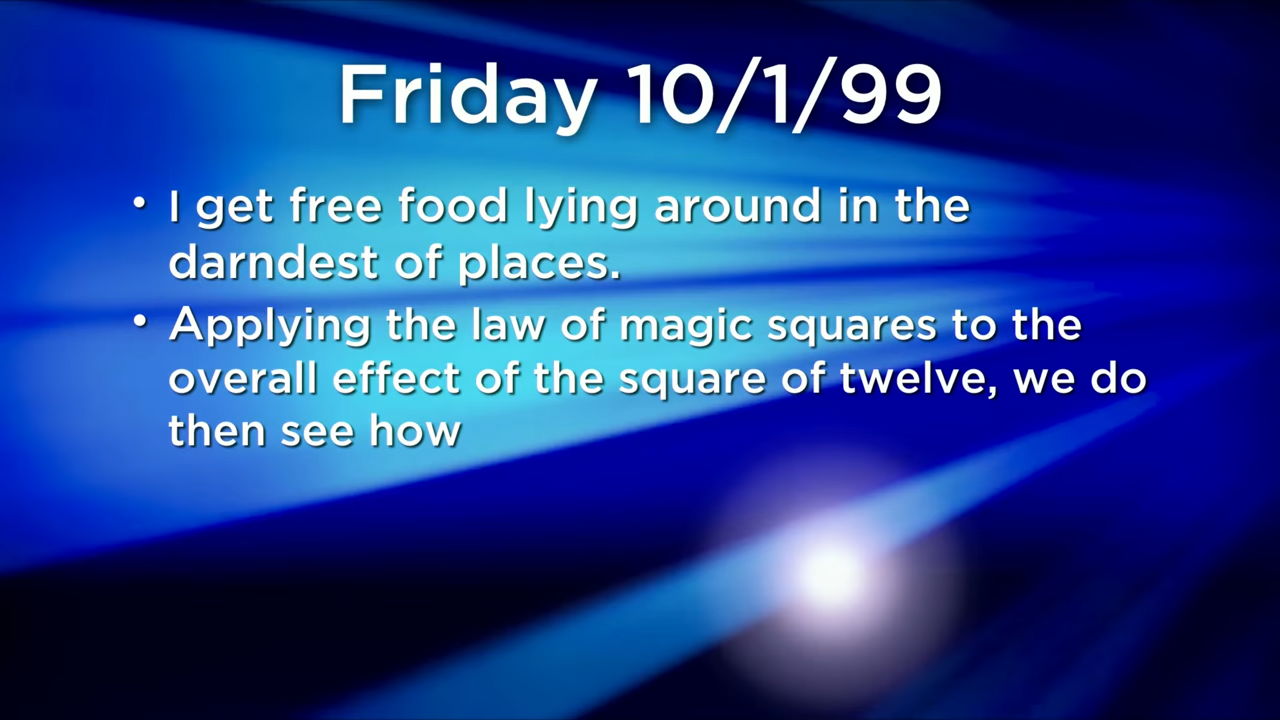 Friday 10/1/99
• I get free food lying around in the
darndest of places.
• Applying the law of magic squares to the
overall effect of the square of twelve, we do
then see how